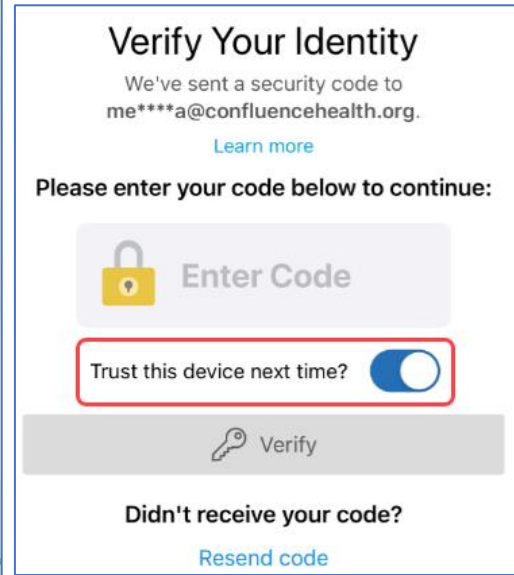 Verify Your Identity
We've sent a security code to
me****a@confluencehealth.org.
Learn more
Please enter your code below to continue:
Enter Code
Trust this device next time?
Verify
Didn't receive your code?
Resend code